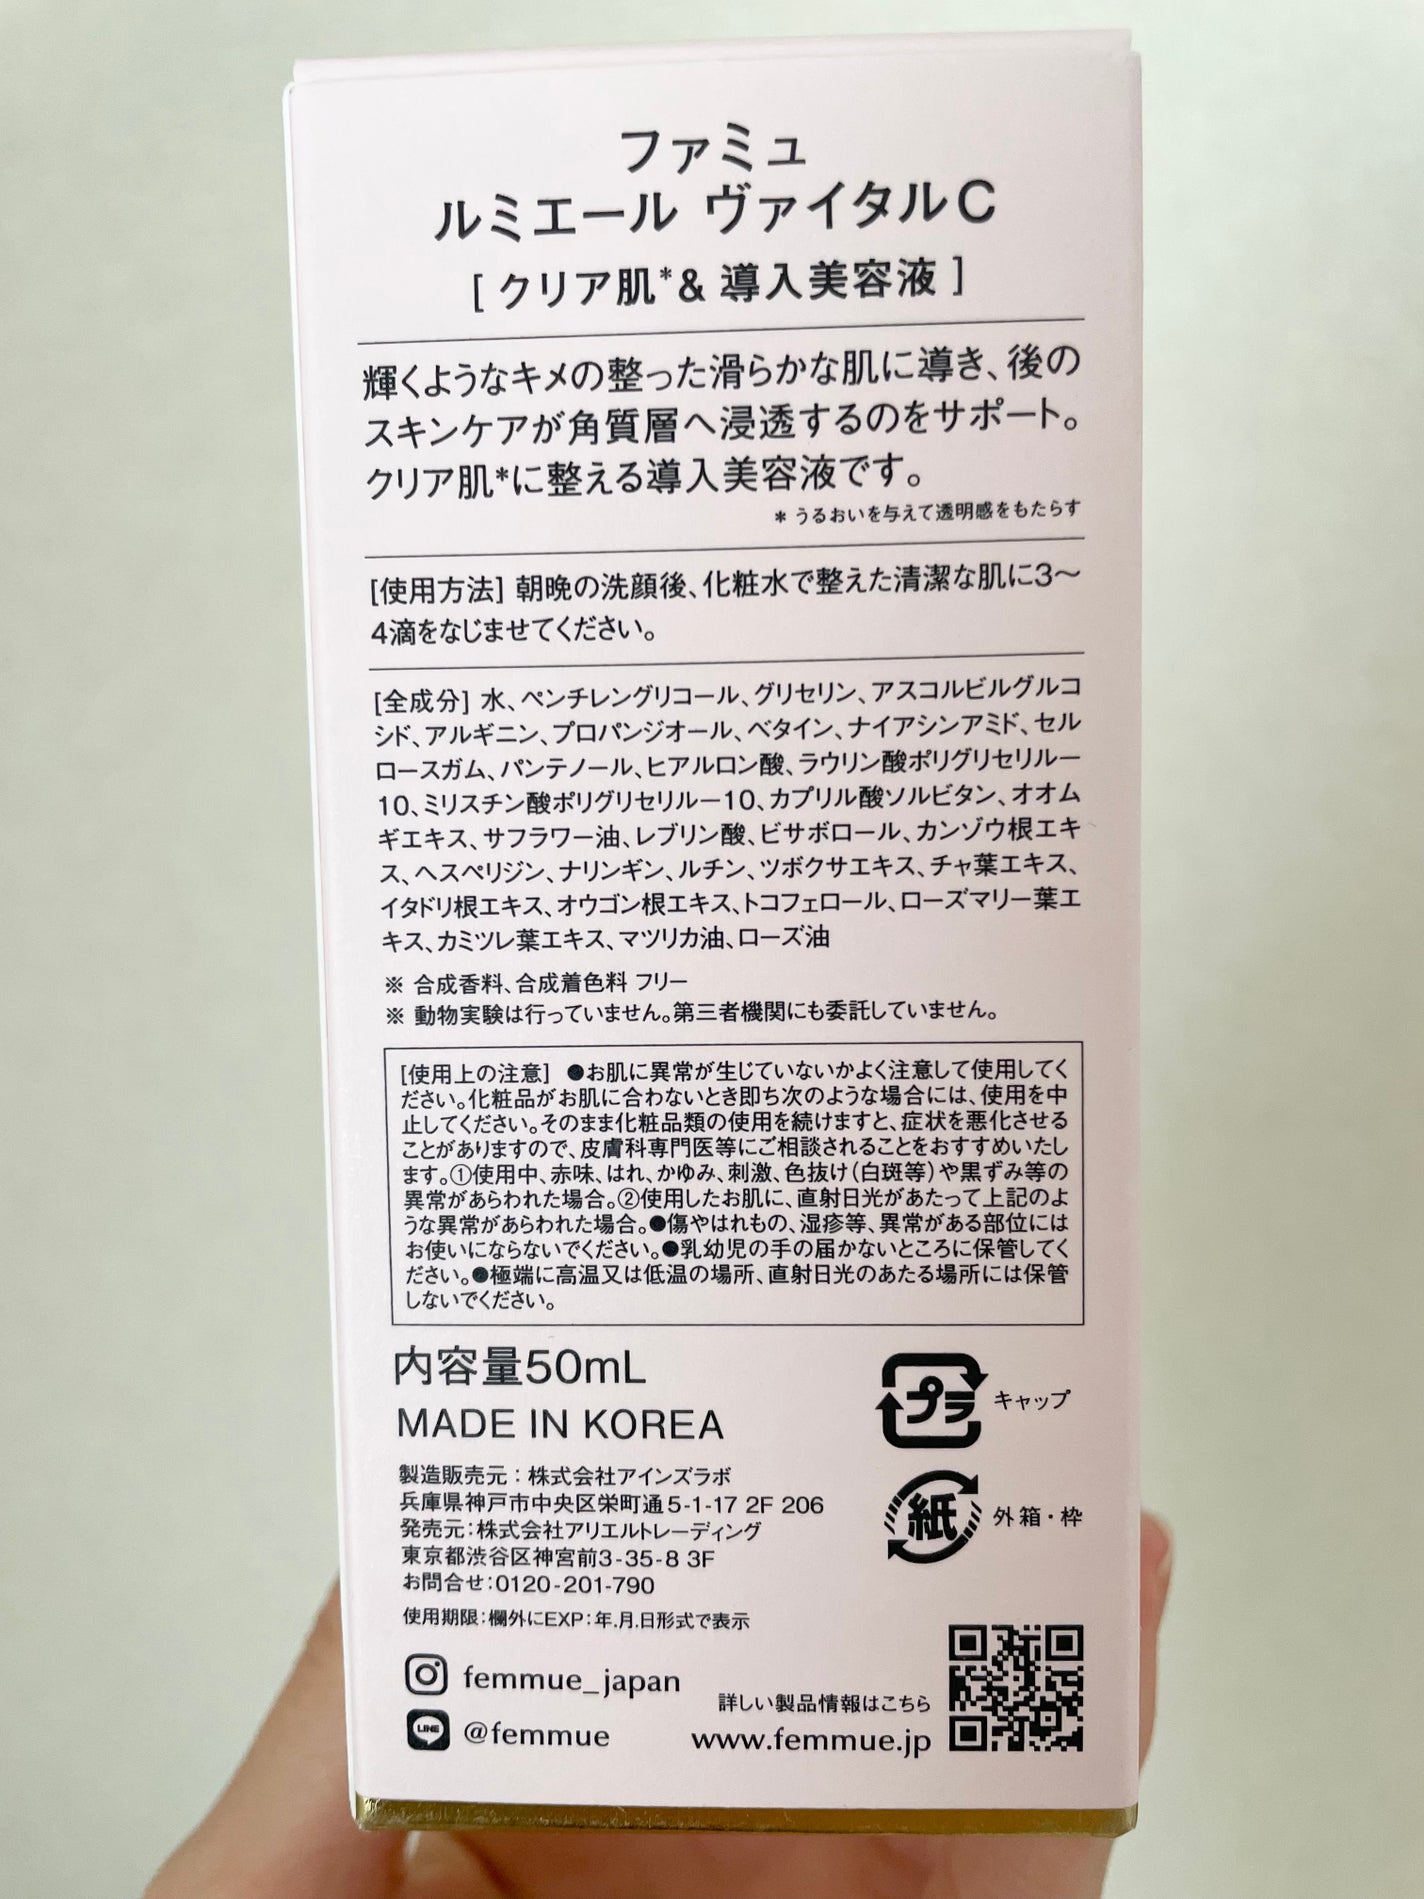 ファミュ
ルミエール ヴァイタルC
[ クリア肌*& 導入美容液 ]
輝くようなキメの整った滑らかな肌に導き、後の
スキンケアが角質層へ浸透するのをサポート。
クリア肌*に整える導入美容液です。
* うるおいを与えて透明感をもたらす
[使用方法] 朝晩の洗顔後、化粧水で整えた清潔な肌に3〜
4滴をなじませてください。
[全成分] 水、ペンチレングリコール、グリセリン、アスコルビルグルコ
シド、アルギニン、プロパンジオール、ベタイン、ナイアシンアミド、セル
ロースガム、パンテノール、ヒアルロン酸、ラウリン酸ポリグリセリル－
10、ミリスチン酸ポリグリセリル－10、カプリル酸ソルビタン、オオム
ギエキス、サフラワー油、レブリン酸、ビサボロール、カンゾウ根エキ
ス、ヘスペリジン、ナリンギン、ルチン、ツボクサエキス、チャ葉エキス、
イタドリ根エキス、オウゴン根エキス、トコフェロール、ローズマリー葉エ
キス、カミツレ葉エキス、マツリカ油、ローズ油
※ 合成香料、合成着色料 フリー
※ 動物実験は行っていません。第三者機関にも委託していません。
[使用上の注意] ●お肌に異常が生じていないかよく注意して使用してく
ださい。化粧品がお肌に合わないとき即ち次のような場合には、使用を中
止してください。そのまま化粧品類の使用を続けますと、症状を悪化させる
ことがありますので、皮膚科専門医等にご相談されることをおすすめいたし
ます。①使用中、赤味、はれ、かゆみ、刺激、色抜け(白斑等)や黒ずみ等の
異常があらわれた場合。②使用したお肌に、直射日光があたって上記のよ
うな異常があらわれた場合。●傷やはれもの、湿疹等、異常がある部位には
お使いにならないでください。●乳幼児の手の届かないところに保管してく
ださい。●極端に高温又は低温の場所、直射日光のあたる場所には保管
しないでください。
内容量50mL
MADE IN KOREA
プラ キャップ
製造販売元：株式会社アインズラボ
兵庫県神戸市中央区栄町通5-1-17 2F 206
発売元：株式会社アリエルトレーディング
東京都渋谷区神宮前3-35-8 3F
お問合せ：0120-201-790
紙 外箱・枠
使用期限：欄外にEXP：年.月.日形式で表示
femmue_japan
LINE @femmue
詳しい製品情報はこちら
www.femmue.jp